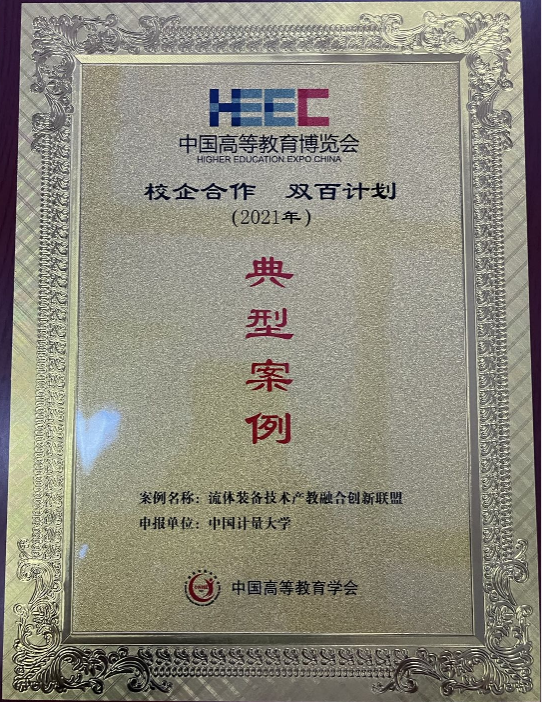 HEEC
中国高等教育博览会
HIGHER EDUCATION EXPO CHINA
校企合作 双百计划
(2021年)
典型案例
案例名称：流体装备技术产教融合创新联盟
申报单位：中国计量大学
中国高等教育学会